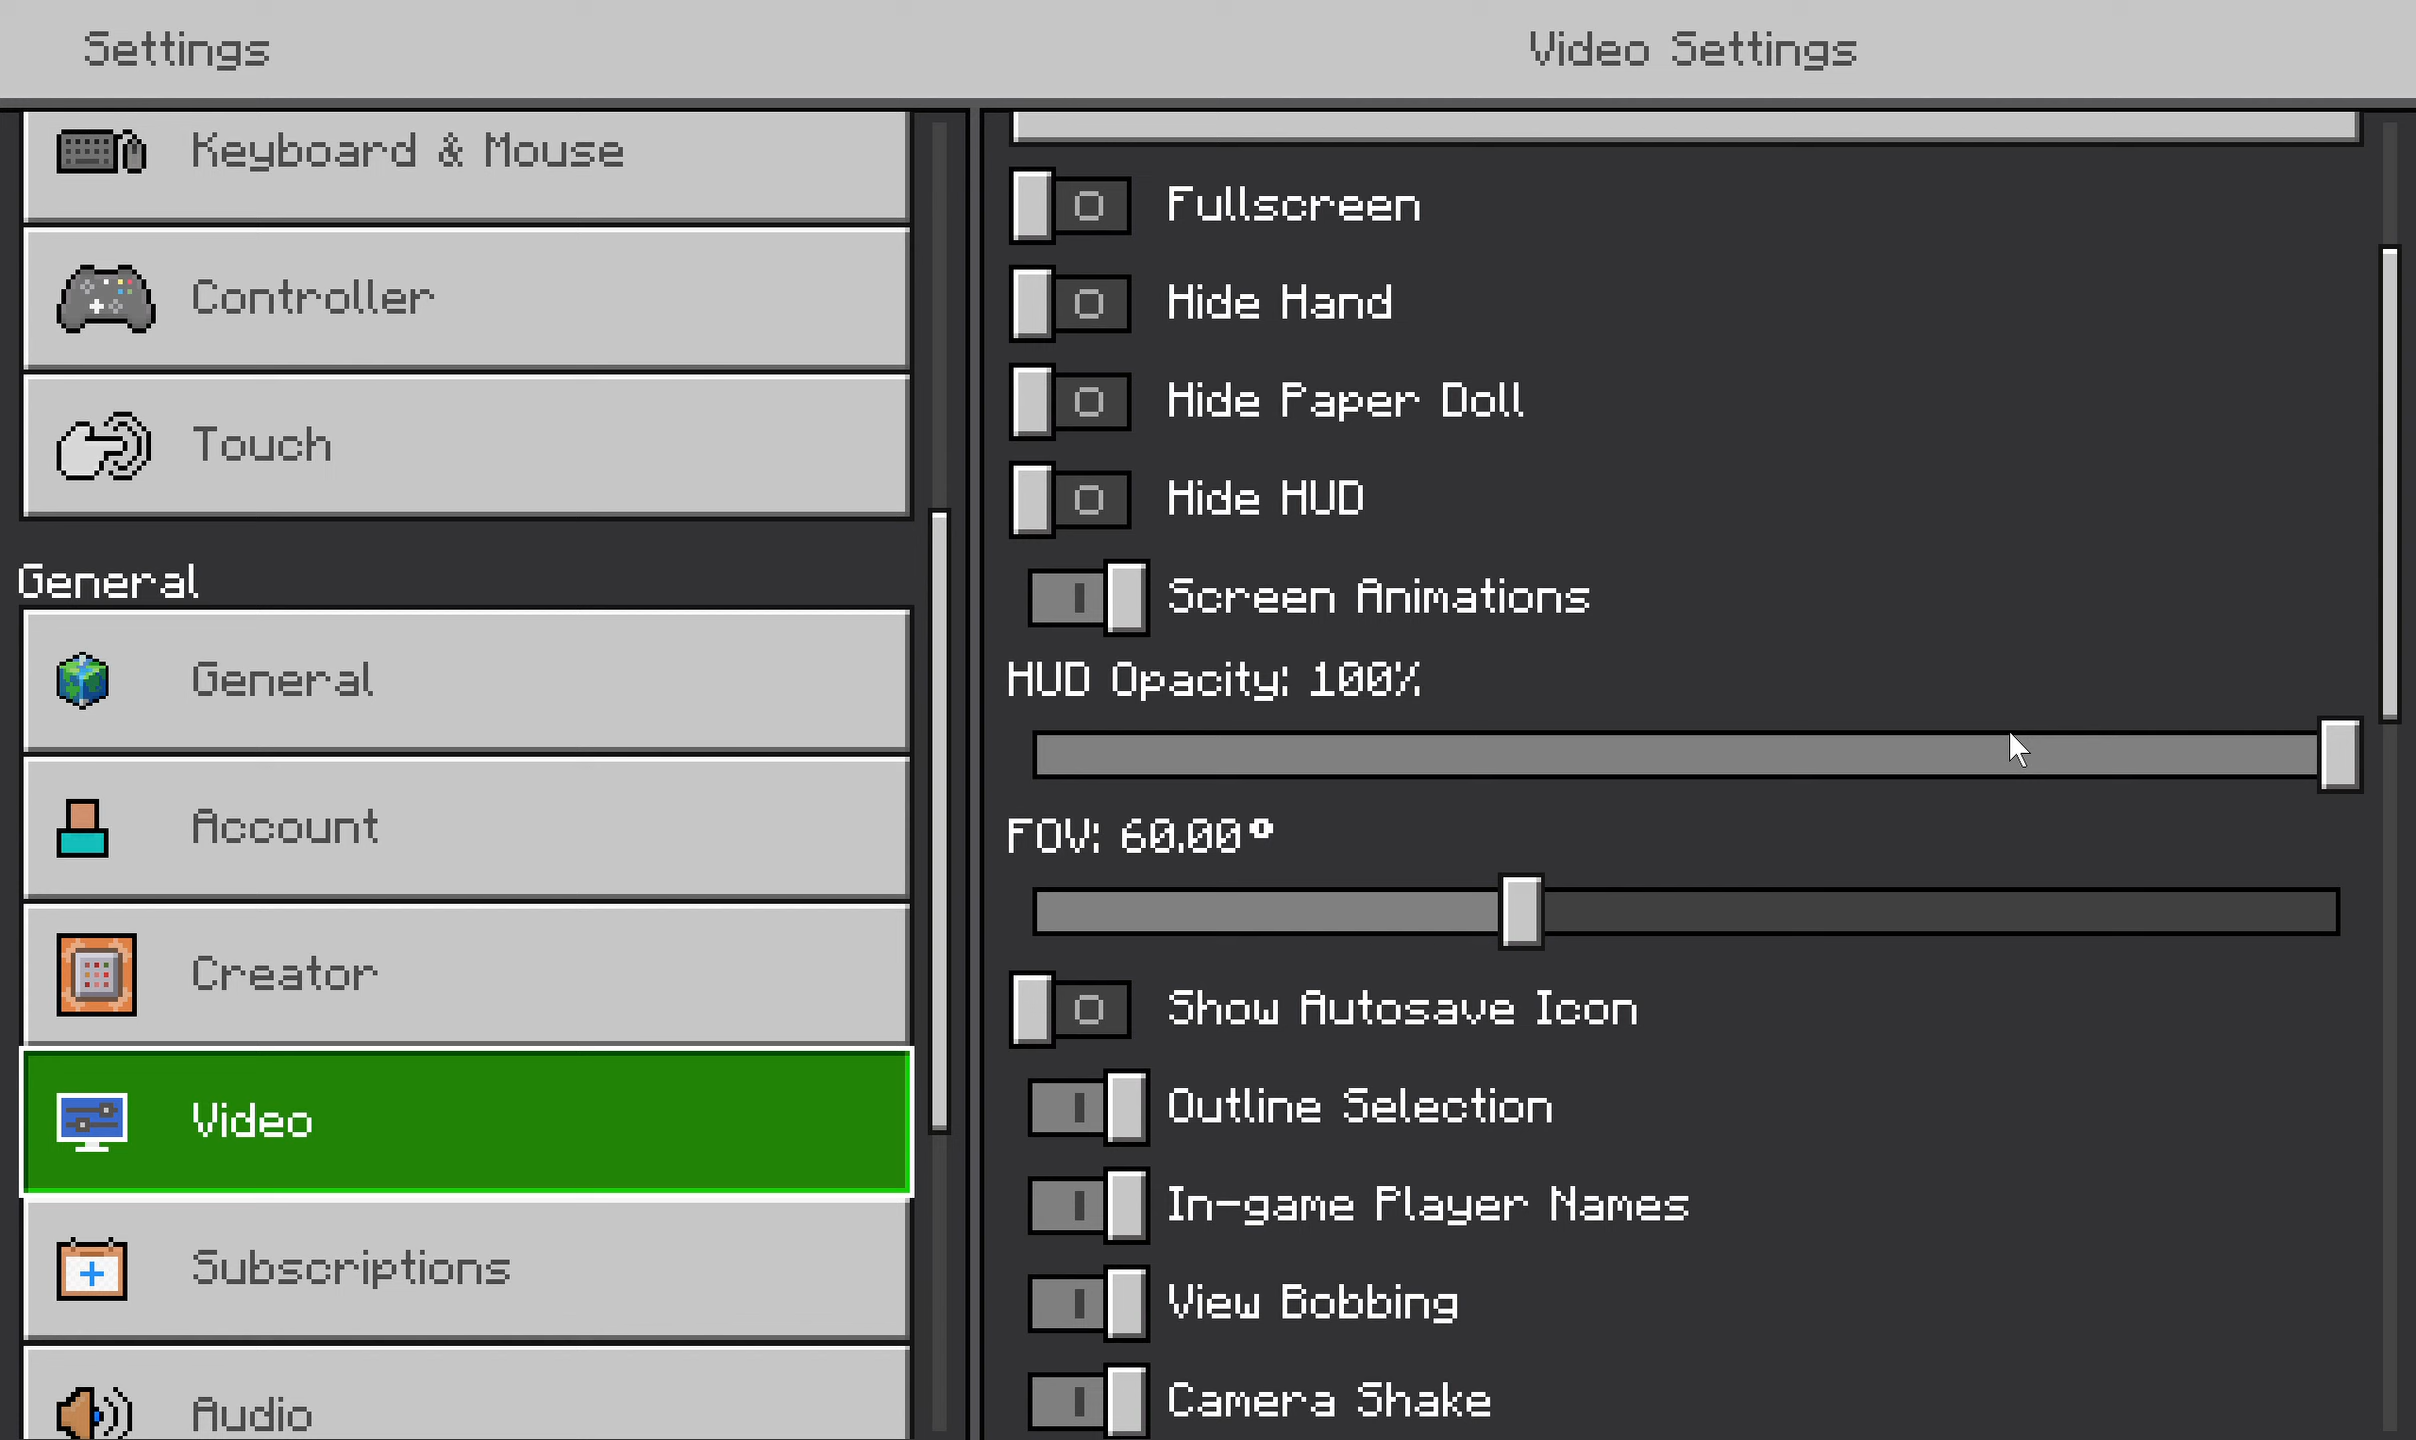 Settings
Video Settings
Keyboard & Mouse
Controller
Touch
General
General
Account
Creator
Video
Subscriptions
Audio
Fullscreen
Hide Hand
Hide Paper Doll
Hide HUD
Screen Animations
HUD Opacity: 100%
FOV: 60.00°
Show Autosave Icon
Outline Selection
In-game Player Names
View Bobbing
Camera Shake